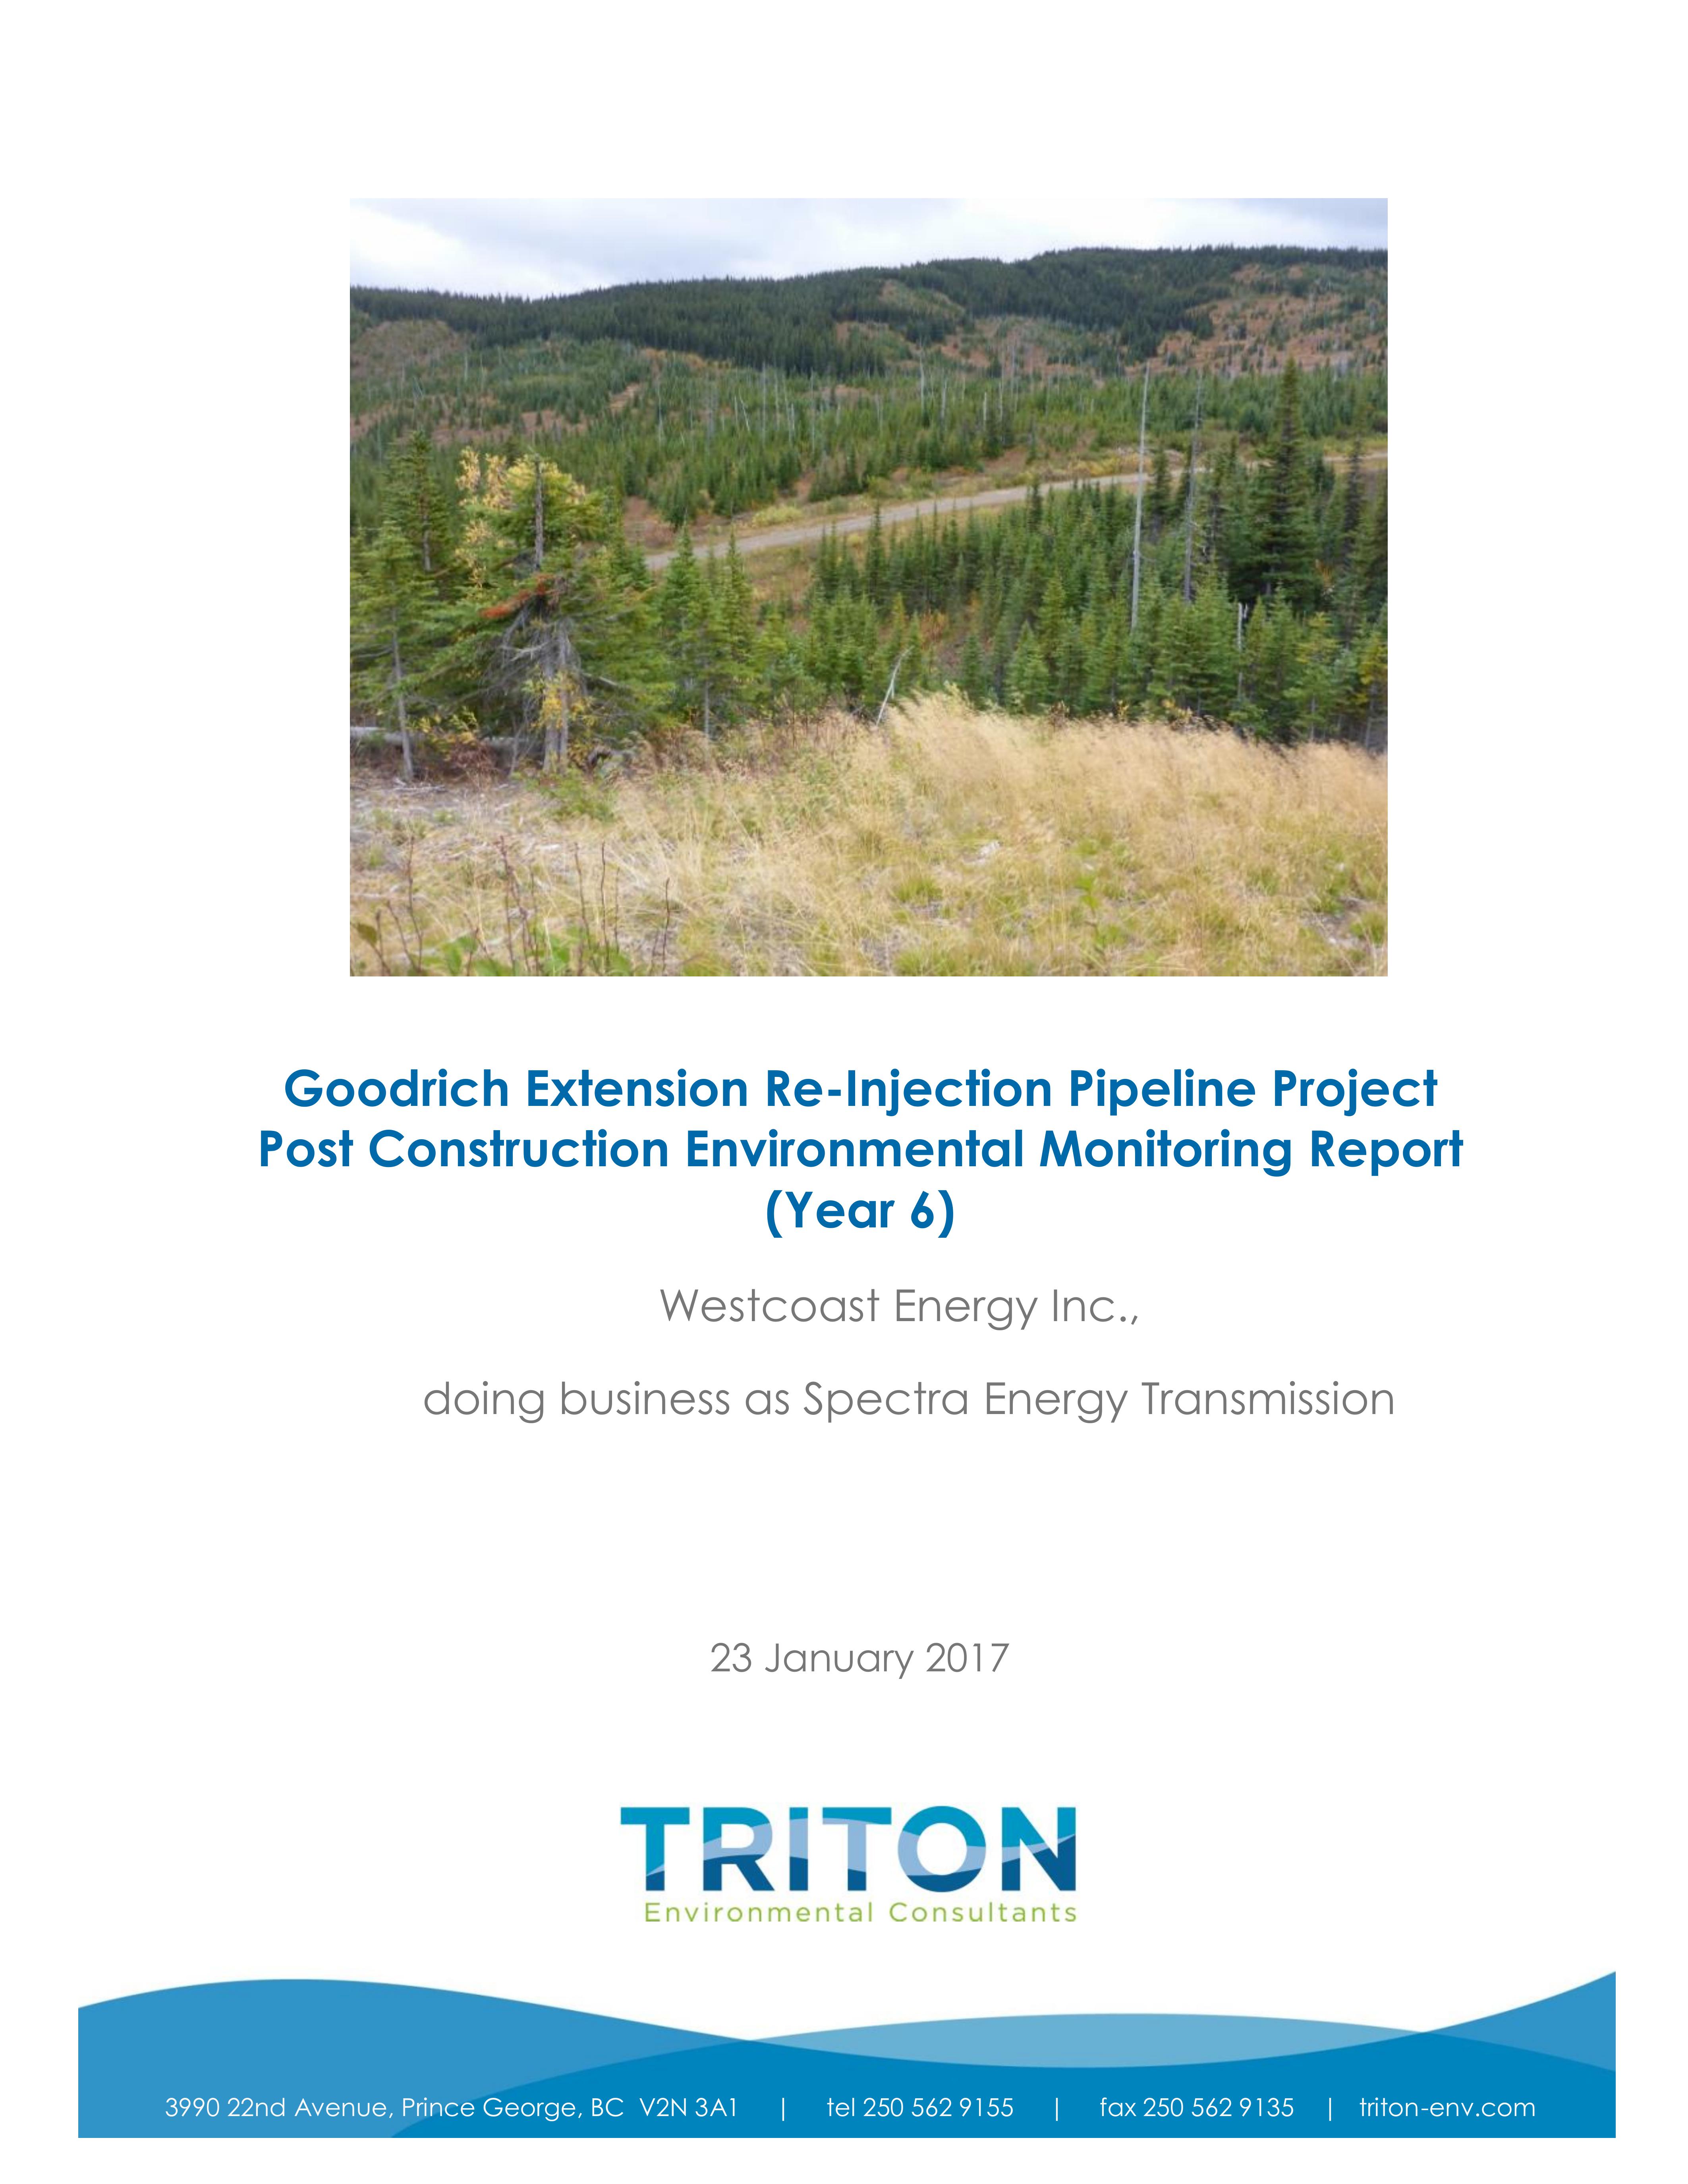 Goodrich Extension Re-Injection Pipeline Project
Post Construction Environmental Monitoring Report
(Year 6)
Westcoast Energy Inc.,
doing business as Spectra Energy Transmission
23 January 2017
TRITON
Environmental Consultants
3990 22nd Avenue, Prince George, BC V2N 3A1 | tel 250 562 9155 | fax 250 562 9135 | triton-env.com